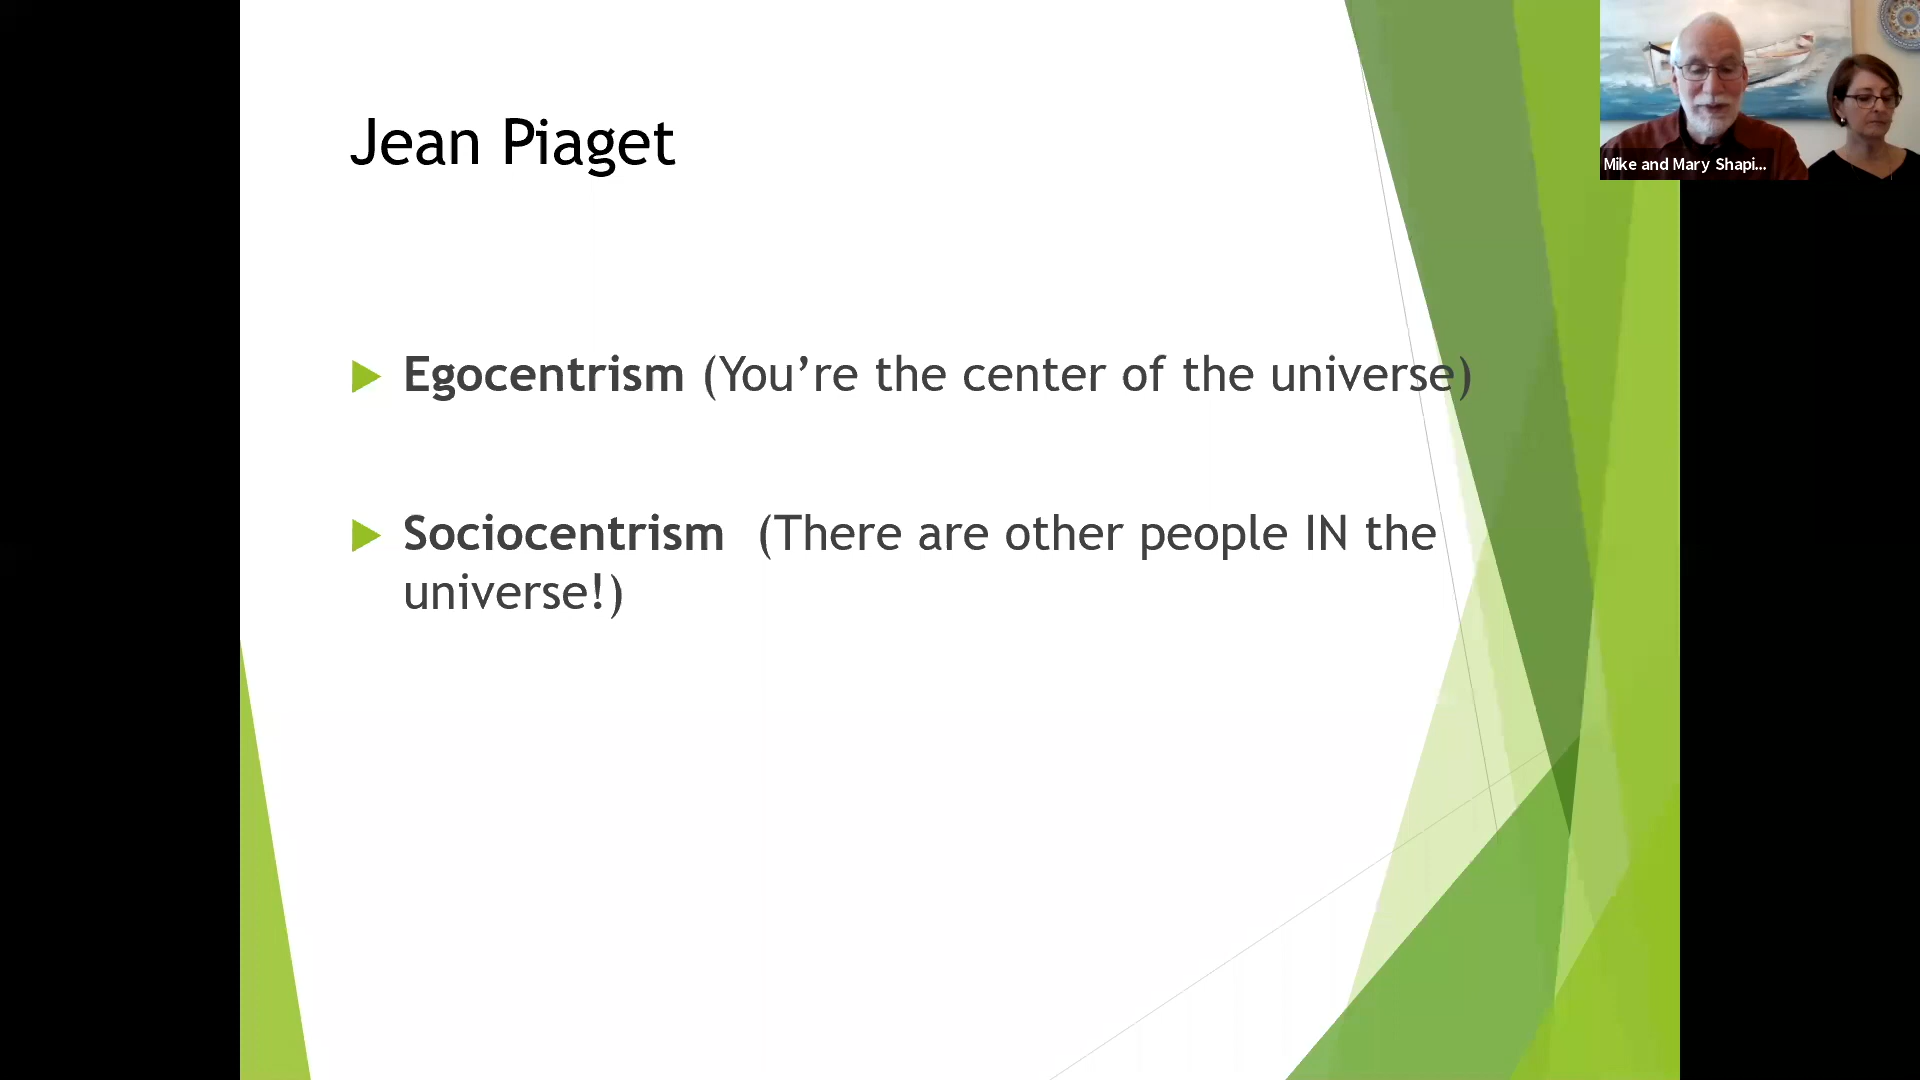 Jean Piaget
Egocentrism (You’re the center of the universe)
Sociocentrism (There are other people IN the
universe!)
Mike and Mary Shapi...